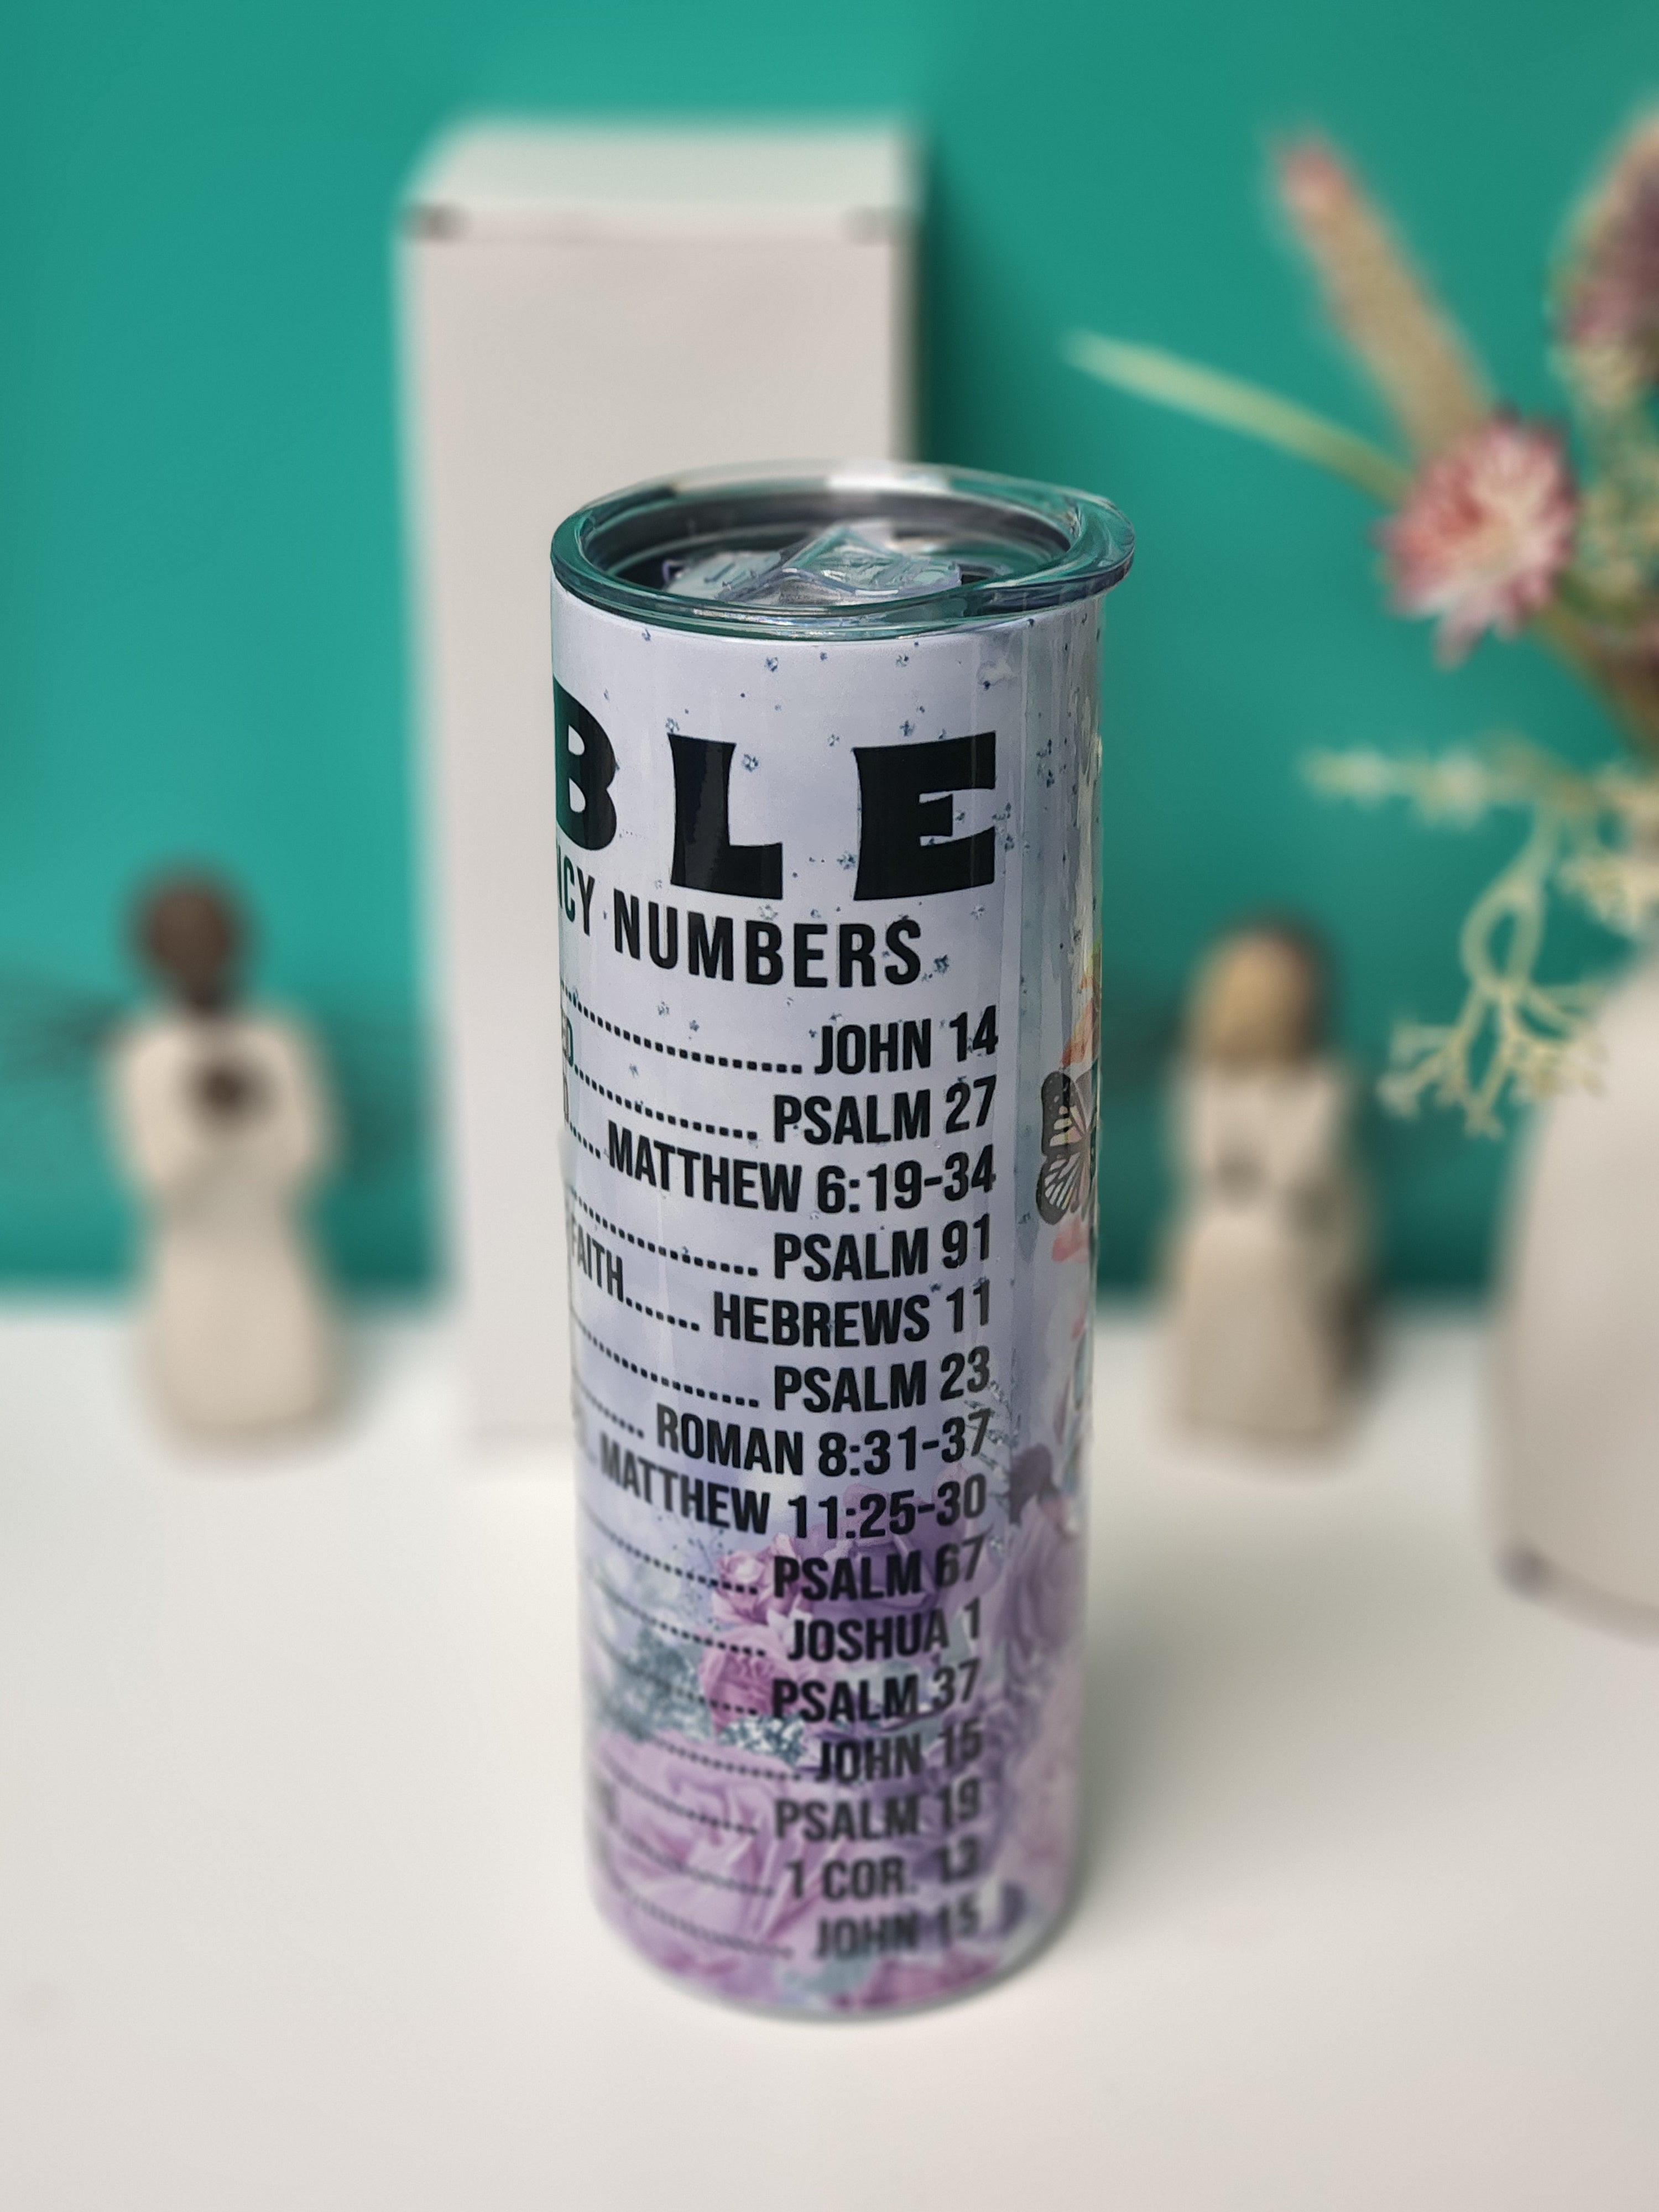 BLE
NCY NUMBERS
JOHN 14
PSALM 27
MATTHEW 6:19-34
PSALM 91
FAITH....... HEBREWS 11
PSALM 23
ROMAN 8:31-37
MATTHEW 11:25-30
PSALM 67
JOSHUA 1
PSALM 37
JOHN 15
PSALM 19
1 COR. 13
JOHN 15